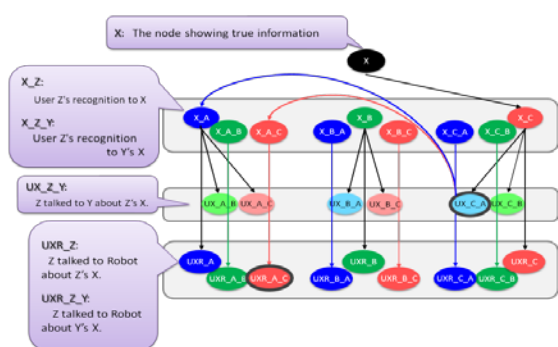 X: The node showing true information
X
X_Z:
User Z's recognition to X
X_Z_Y:
User Z's recognition
to Y's X
X_A X_A_B X_A_C X_B_A X_B X_B_C X_C_A X_C_B X_C
UX_Z_Y:
Z talked to Y about Z's X.
UX_A_B UX_A_C UX_B_A UX_B_C UX_C_A UX_C_B
UXR_Z:
Z talked to Robot
about Z's X.
UXR_Z_Y:
Z talked to Robot
about Y's X.
UXR_A UXR_A_B UXR_A_C UXR_B_A UXR_B UXR_B_C UXR_C_A UXR_C_B UXR_C